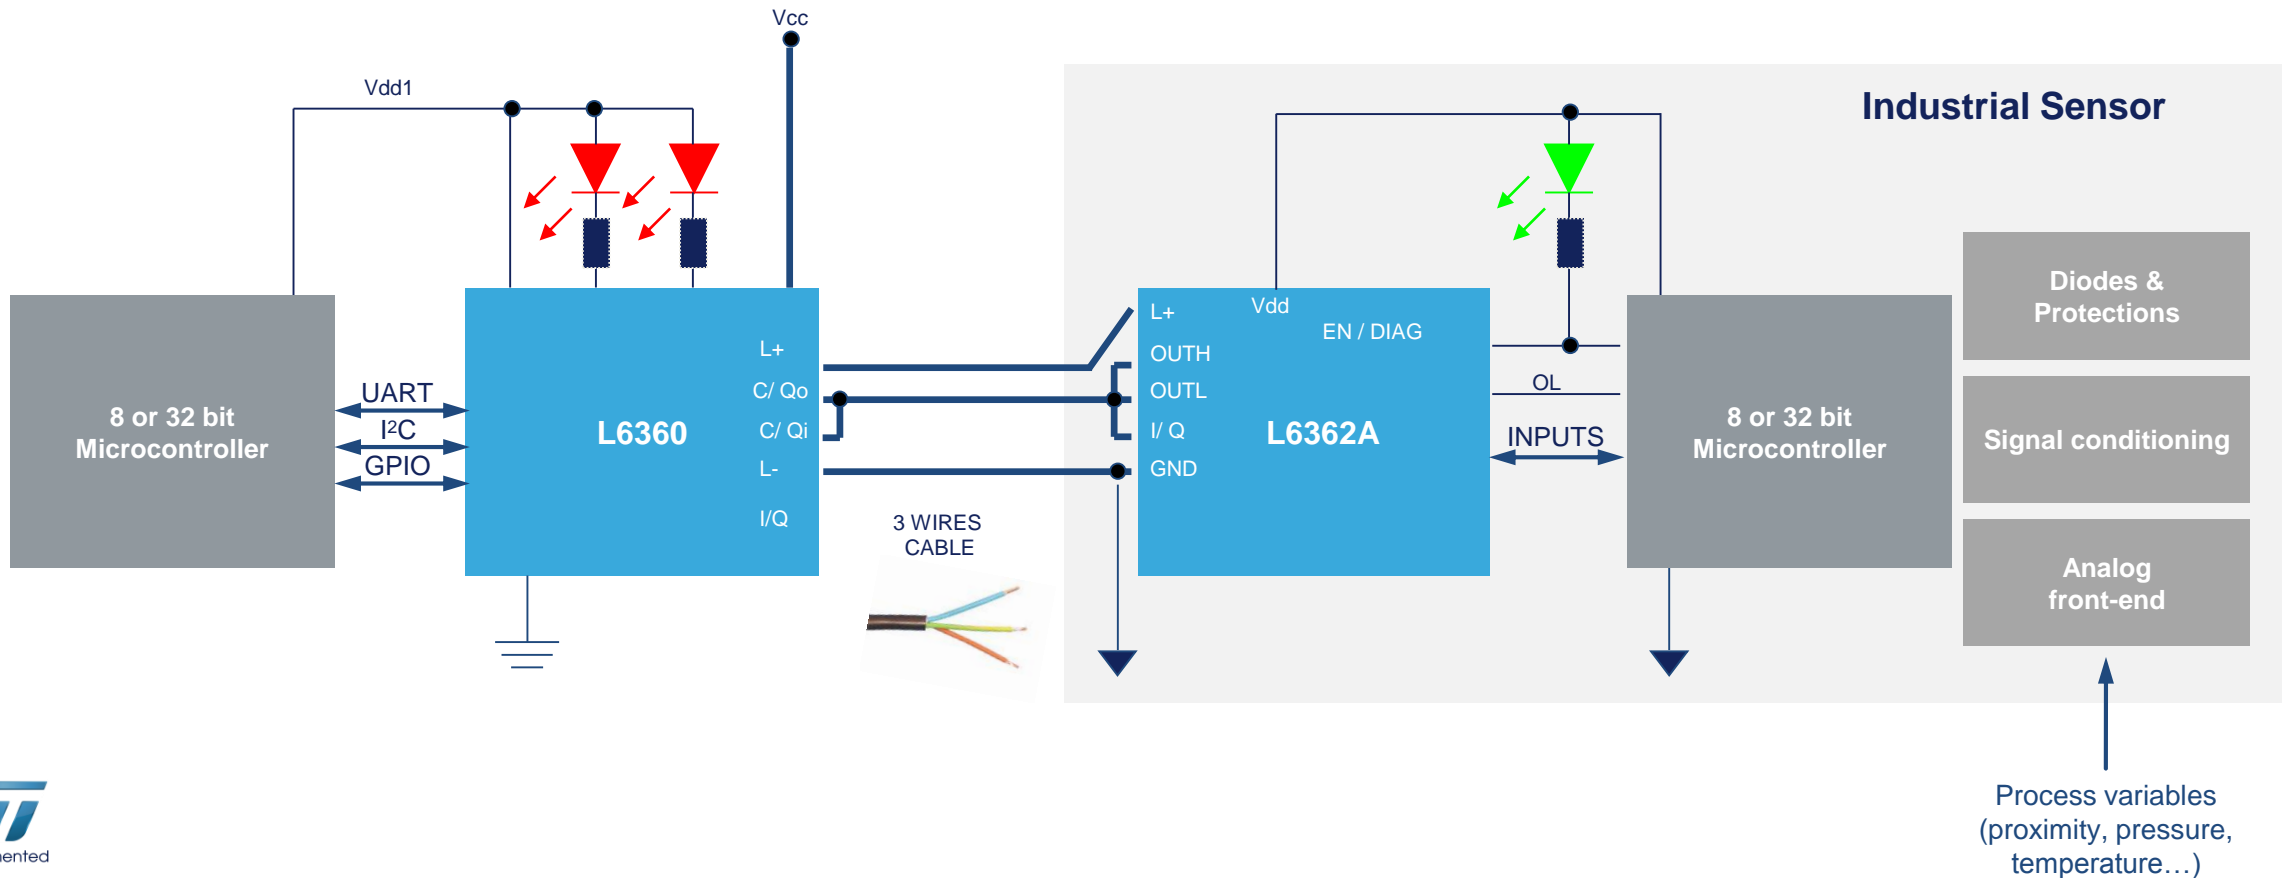 Vcc
Vdd1
Industrial Sensor
8 or 32 bit
Microcontroller
UART
I²C
GPIO
L6360
L+
C/ Qo
C/ Qi
L-
I/Q
3 WIRES
CABLE
L+
OUTH
OUTL
I/ Q
GND
Vdd
EN / DIAG
L6362A
OL
INPUTS
8 or 32 bit
Microcontroller
Diodes &
Protections
Signal conditioning
Analog
front-end
Process variables
(proximity, pressure,
temperature…)